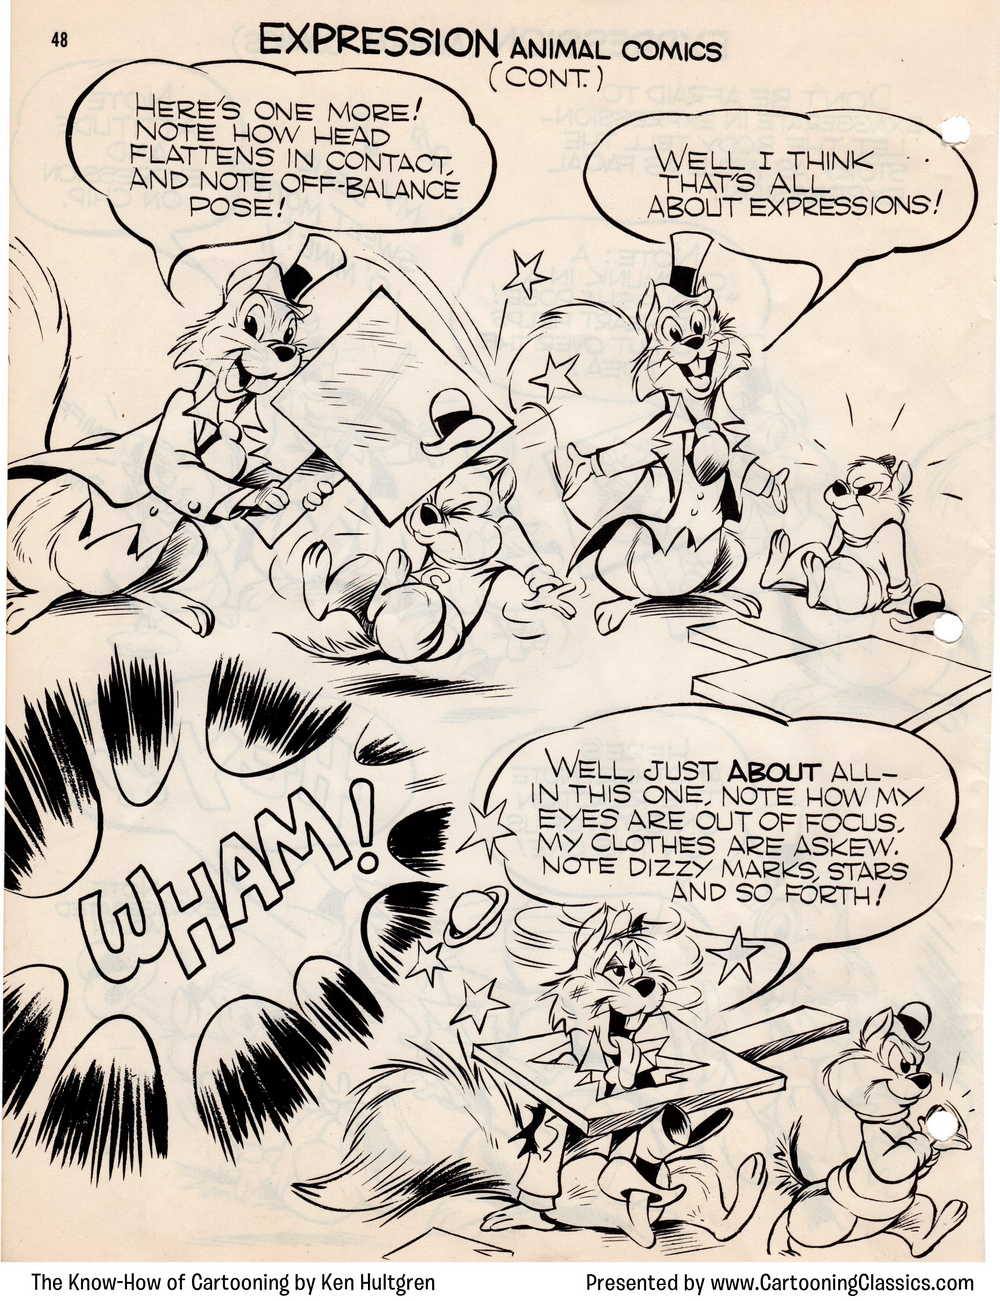 48
EXPRESSION ANIMAL COMICS
(CONT.)
HERE'S ONE MORE!
NOTE HOW HEAD
FLATTENS IN CONTACT,
AND NOTE OFF-BALANCE
POSE!
WELL, I THINK
THAT'S ALL
ABOUT EXPRESSIONS!
WHAM!
WELL, JUST ABOUT ALL-
IN THIS ONE, NOTE HOW MY
EYES ARE OUT OF FOCUS,
MY CLOTHES ARE ASKEW.
NOTE DIZZY MARKS, STARS
AND SO FORTH!
The Know-How of Cartooning by Ken Hultgren
Presented by www.CartooningClassics.com